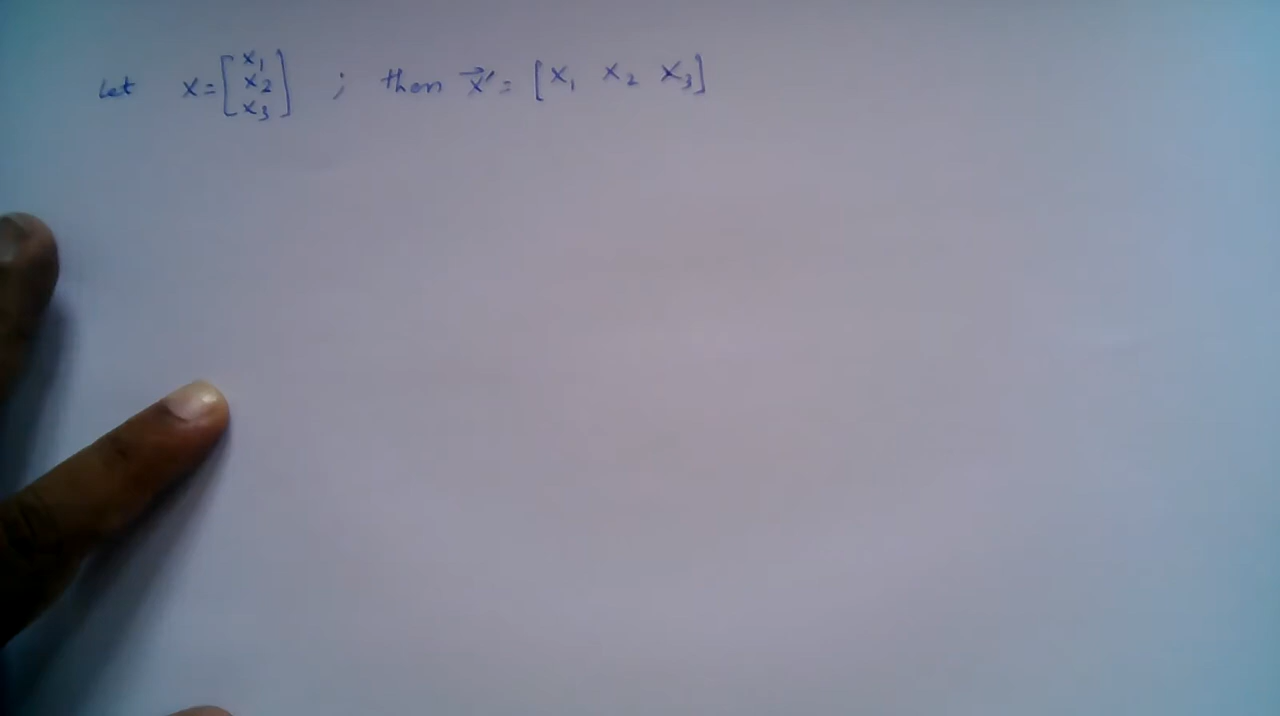 Let X = [x₁ x₂ x₃] ; then x⃗' = [x₁ x₂ x₃]